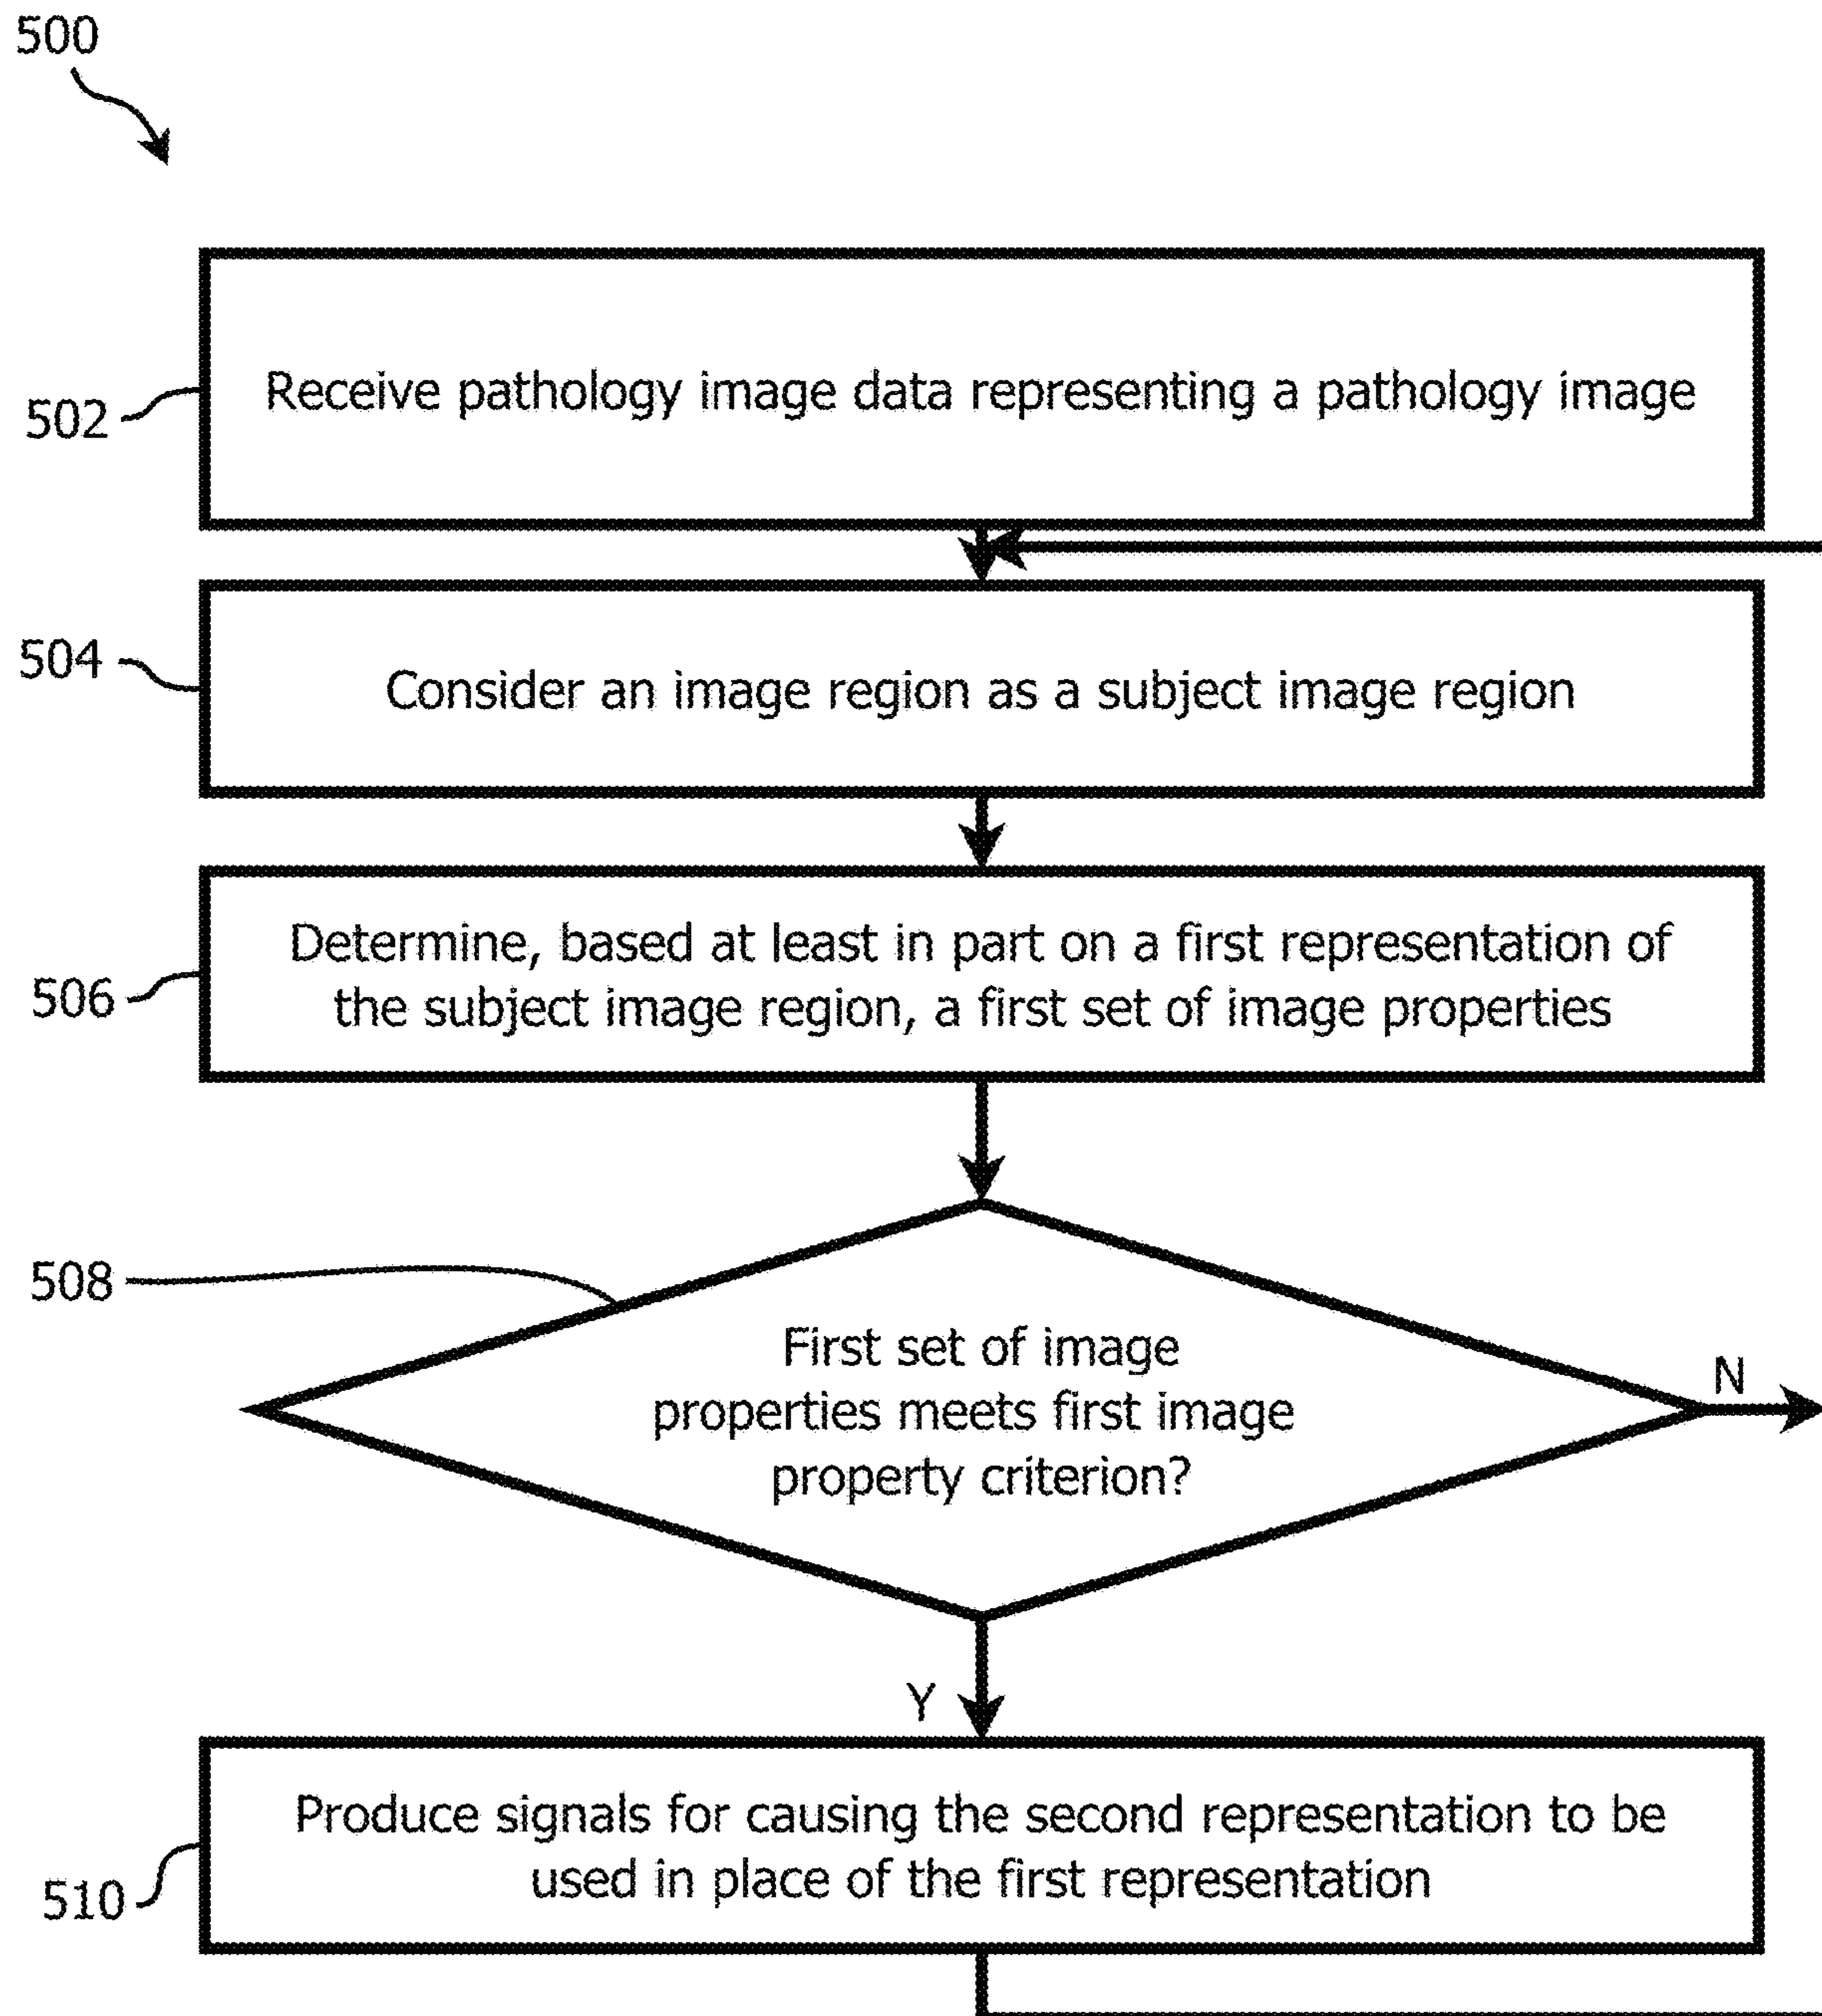 500
502
Receive pathology image data representing a pathology image
504
Consider an image region as a subject image region
506
Determine, based at least in part on a first representation of
the subject image region, a first set of image properties
508
First set of image
properties meets first image
property criterion?
N
Y
510
Produce signals for causing the second representation to be
used in place of the first representation